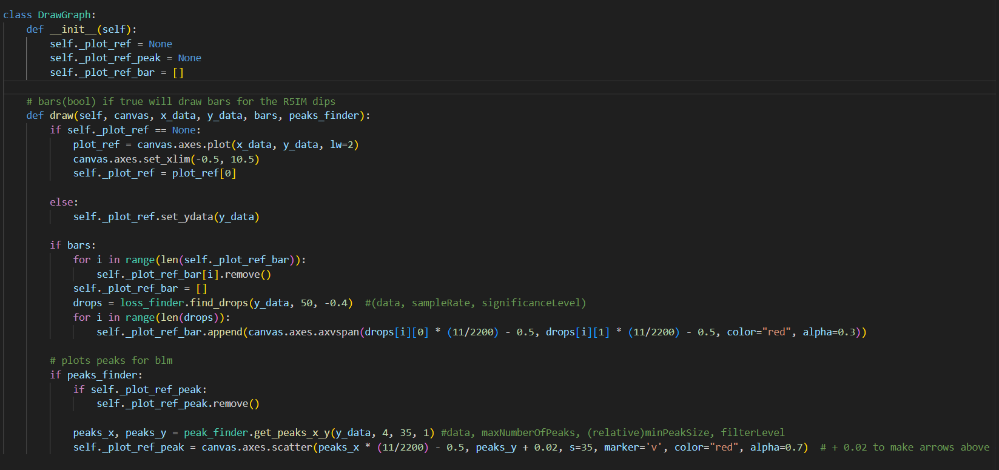 class DrawGraph:
    def __init__(self):
        self._plot_ref = None
        self._plot_ref_peak = None
        self._plot_ref_bar = []

    # bars(bool) if true will draw bars for the R5IM dips
    def draw(self, canvas, x_data, y_data, bars, peaks_finder):
        if self._plot_ref == None:
            plot_ref = canvas.axes.plot(x_data, y_data, lw=2)
            canvas.axes.set_xlim(-0.5, 10.5)
            self._plot_ref = plot_ref[0]

        else:
            self._plot_ref.set_ydata(y_data)

        if bars:
            for i in range(len(self._plot_ref_bar)):
                self._plot_ref_bar[i].remove()
            self._plot_ref_bar = []
            drops = loss_finder.find_drops(y_data, 50, -0.4)  #(data, sampleRate, significanceLevel)
            for i in range(len(drops)):
                self._plot_ref_bar.append(canvas.axes.axvspan(drops[i][0] * (11/2200) - 0.5, drops[i][1] * (11/2200) - 0.5, color="red", alpha=0.3))

        # plots peaks for blm
        if peaks_finder:
            if self._plot_ref_peak:
                self._plot_ref_peak.remove()

            peaks_x, peaks_y = peak_finder.get_peaks_x_y(y_data, 4, 35, 1) #data, maxNumberOfPeaks, (relative)minPeakSize, filterLevel
            self._plot_ref_peak = canvas.axes.scatter(peaks_x * (11/2200) - 0.5, peaks_y + 0.02, s=35, marker='v', color="red", alpha=0.7)  # + 0.02 to make arrows above